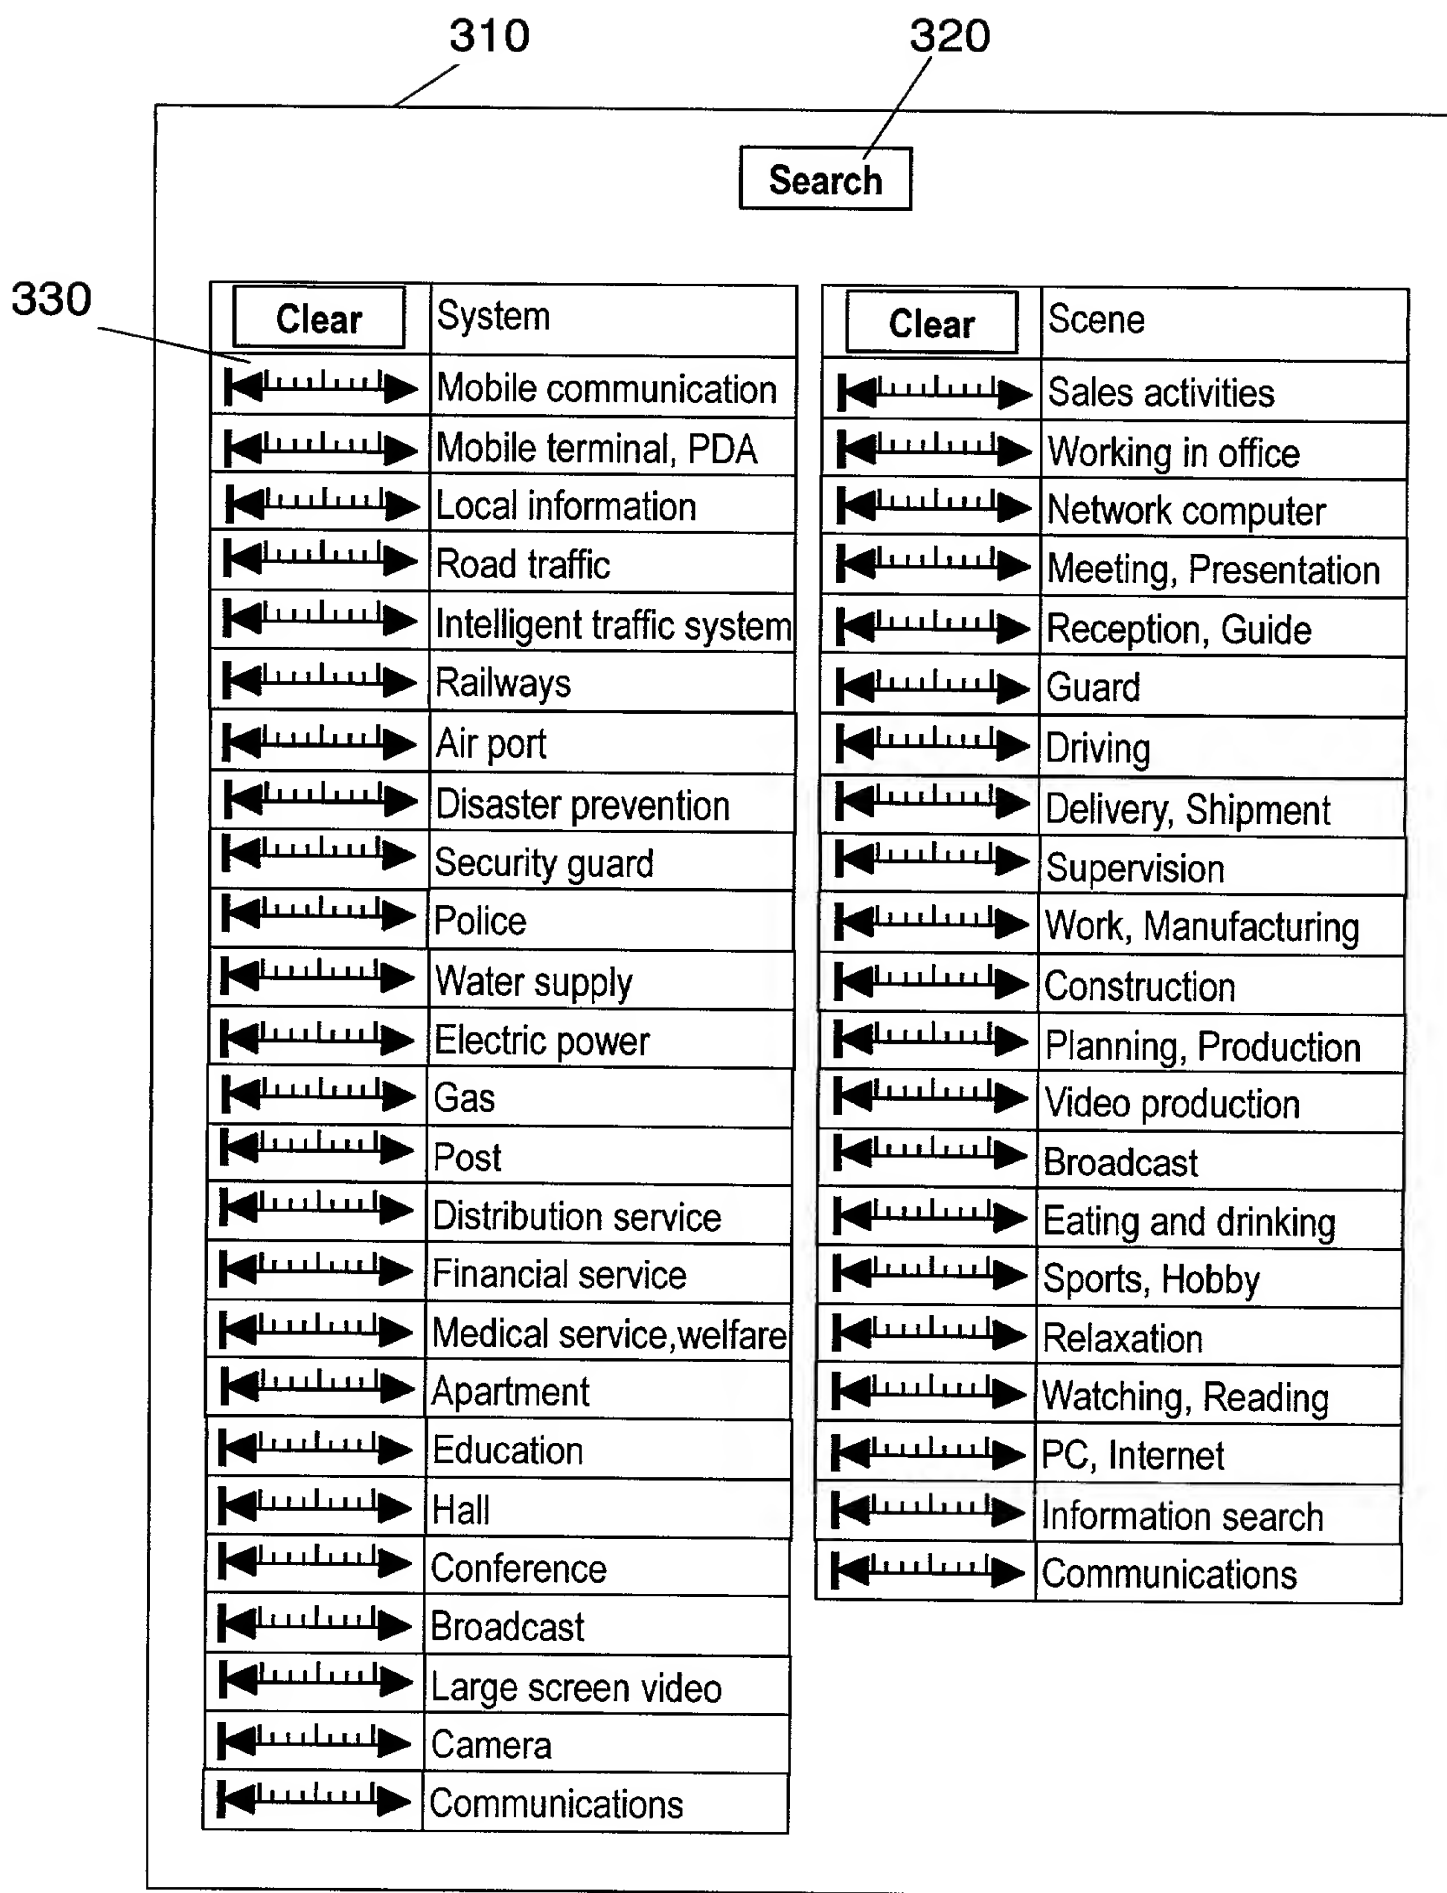 310
320
Search
330
Clear System
Mobile communication
Mobile terminal, PDA
Local information
Road traffic
Intelligent traffic system
Railways
Air port
Disaster prevention
Security guard
Police
Water supply
Electric power
Gas
Post
Distribution service
Financial service
Medical service,welfare
Apartment
Education
Hall
Conference
Broadcast
Large screen video
Camera
Communications
Clear Scene
Sales activities
Working in office
Network computer
Meeting, Presentation
Reception, Guide
Guard
Driving
Delivery, Shipment
Supervision
Work, Manufacturing
Construction
Planning, Production
Video production
Broadcast
Eating and drinking
Sports, Hobby
Relaxation
Watching, Reading
PC, Internet
Information search
Communications